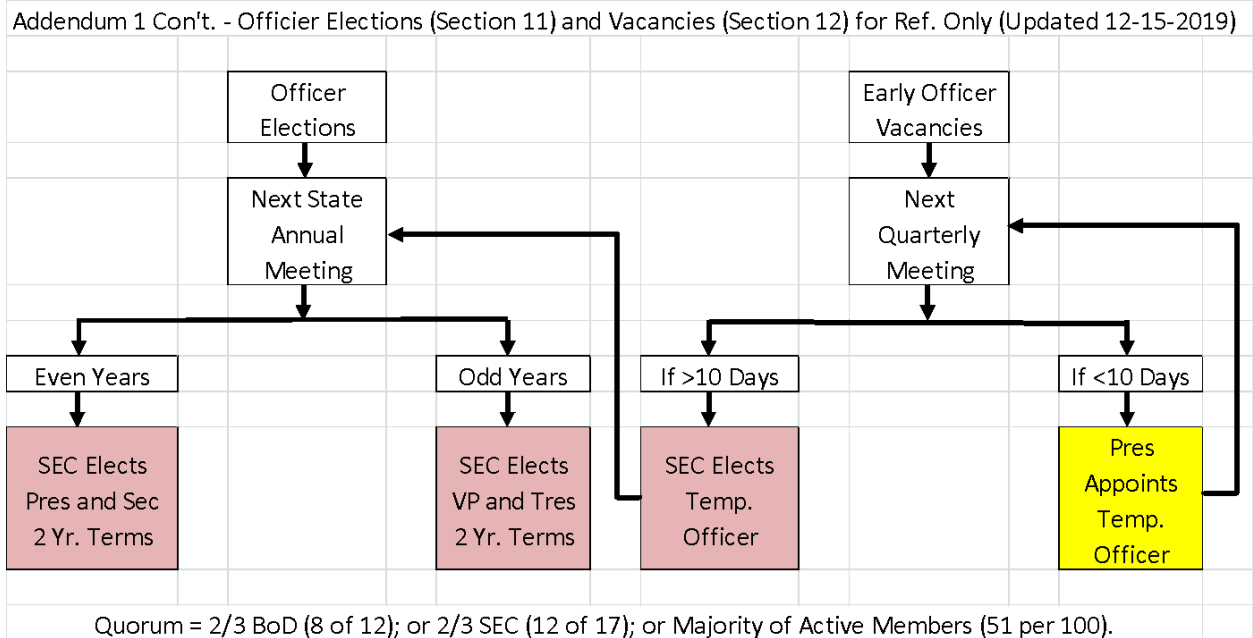 Addendum 1 Con't. - Officier Elections (Section 11) and Vacancies (Section 12) for Ref. Only (Updated 12-15-2019)
Officer
Elections
Early Officer
Vacancies
Next State
Annual
Meeting
Next
Quarterly
Meeting
Even Years
Odd Years
If >10 Days
If <10 Days
SEC Elects
Pres and Sec
2 Yr. Terms
SEC Elects
VP and Tres
2 Yr. Terms
SEC Elects
Temp.
Officer
Pres
Appoints
Temp.
Officer
Quorum = 2/3 BoD (8 of 12); or 2/3 SEC (12 of 17); or Majority of Active Members (51 per 100).